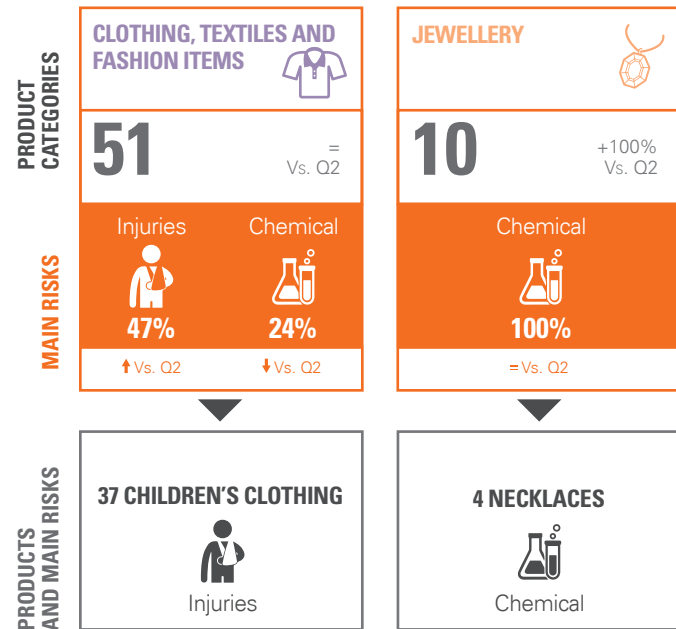 PRODUCT
CATEGORIES
CLOTHING, TEXTILES AND
FASHION ITEMS
51
=
Vs. Q2
JEWELLERY
10
+100%
Vs. Q2
MAIN RISKS
Injuries
Chemical
47%
24%
Vs. Q2
Vs. Q2
Chemical
100%
= Vs. Q2
PRODUCTS
AND MAIN RISKS
37 CHILDREN'S CLOTHING
Injuries
4 NECKLACES
Chemical